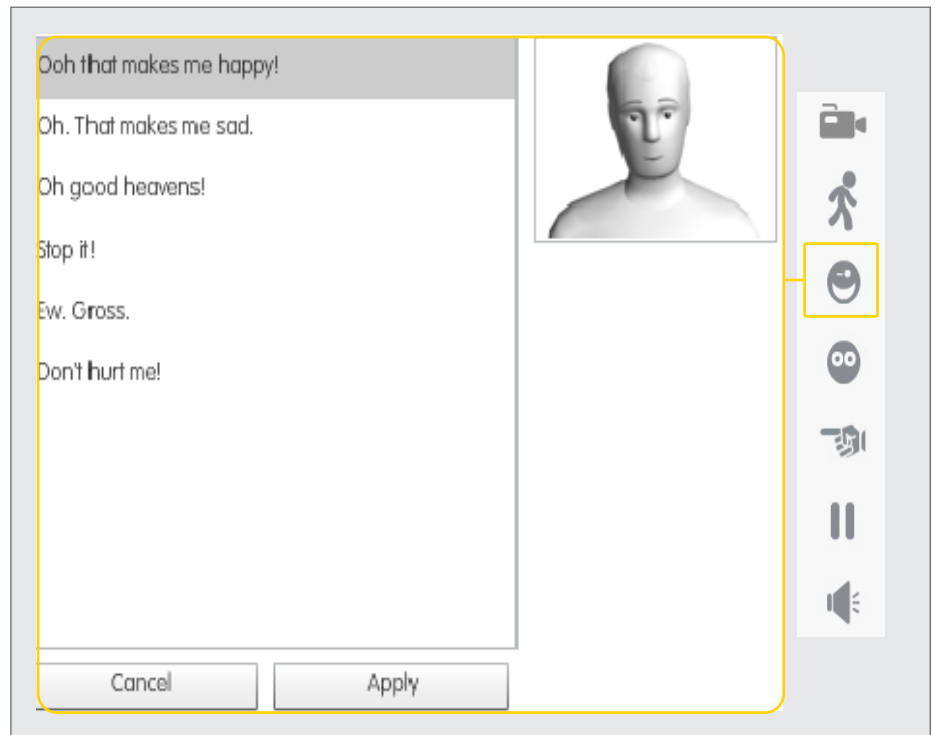 Ooh that makes me happy!
Oh. That makes me sad.
Oh good heavens!
Stop it!
Ew. Gross.
Don't hurt me!
Cancel
Apply